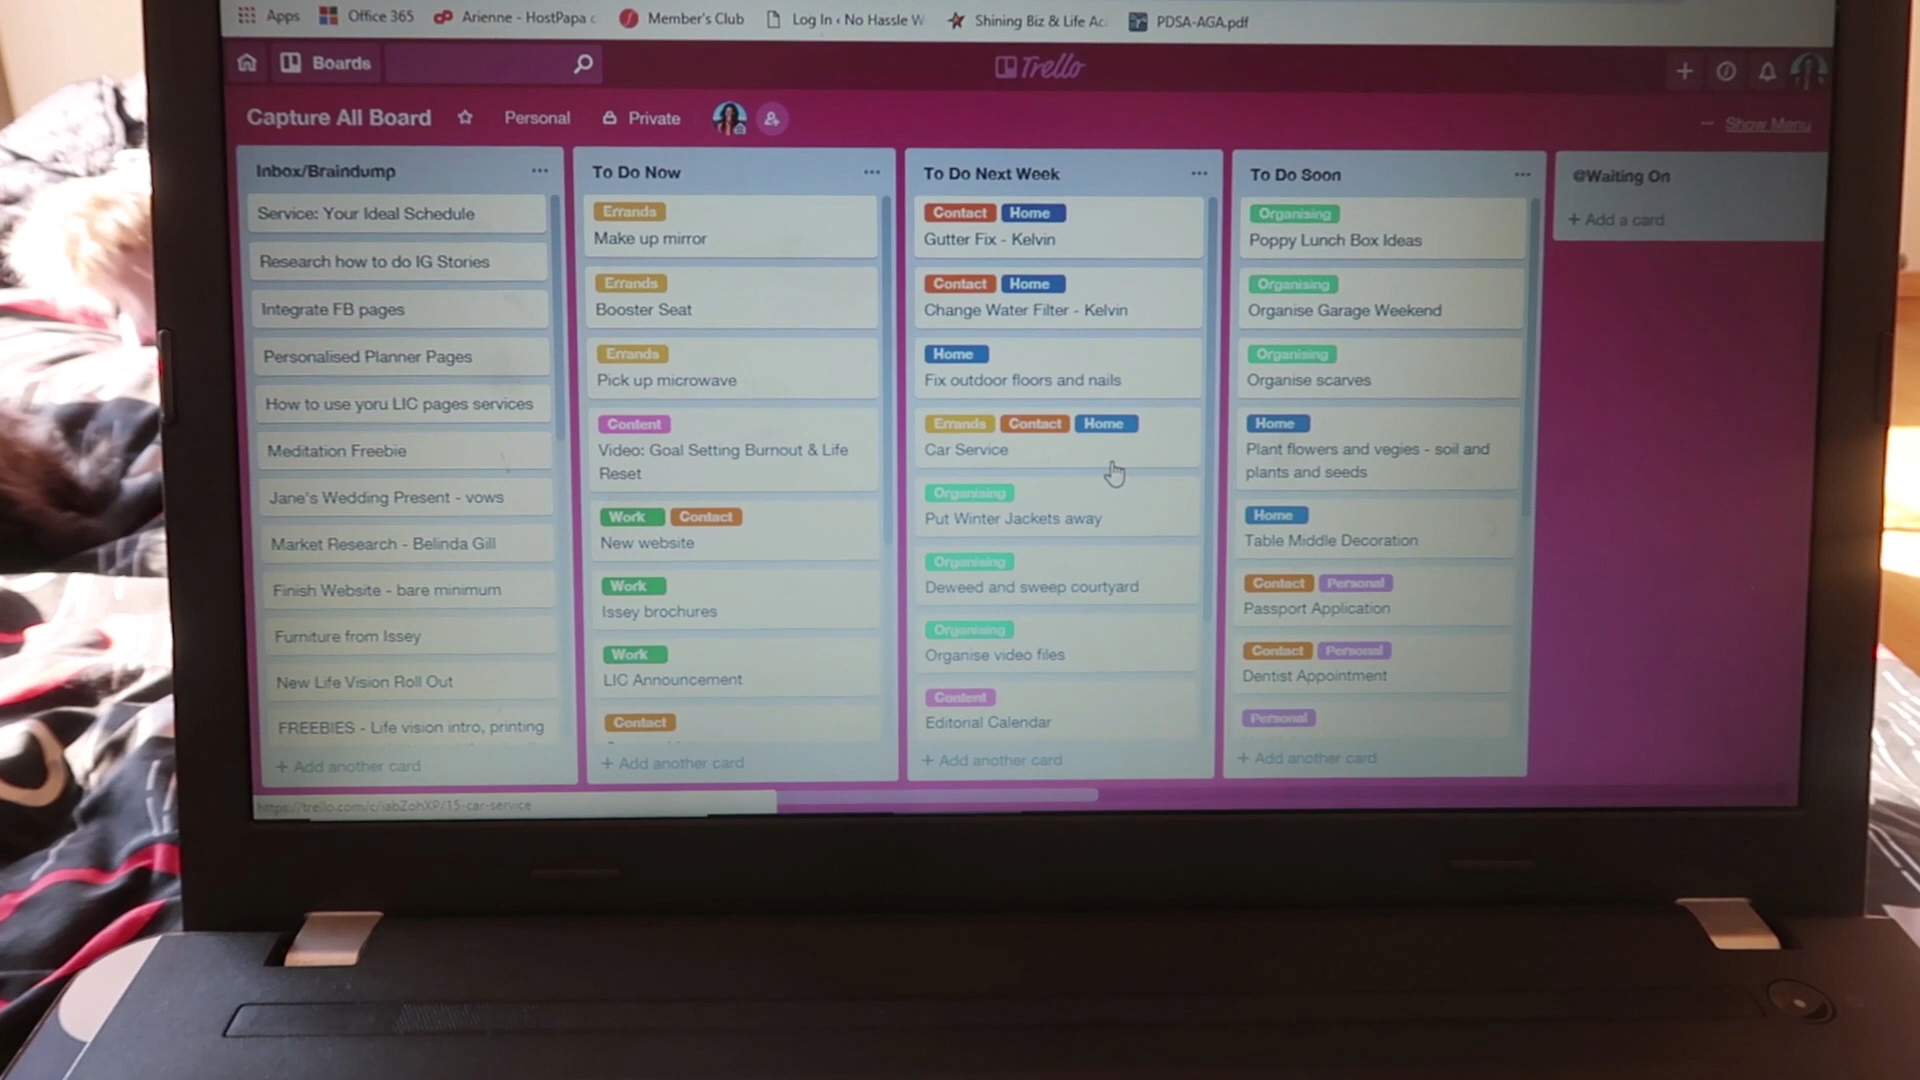 Apps
Office 365
Arienne - HostPapa
Member's Club
Log In ‹ No Hassle W
Shining Biz & Life Ac
PDSA-AGA.pdf
Boards
Trello
Capture All Board
Personal
Private
Show Menu
Inbox/Braindump
Service: Your Ideal Schedule
Research how to do IG Stories
Integrate FB pages
Personalised Planner Pages
How to use yoru LIC pages services
Meditation Freebie
Jane's Wedding Present - vows
Market Research - Belinda Gill
Finish Website - bare minimum
Furniture from Issey
New Life Vision Roll Out
FREEBIES - Life vision intro, printing
+ Add another card
To Do Now
Errands
Make up mirror
Errands
Booster Seat
Errands
Pick up microwave
Content
Video: Goal Setting Burnout & Life
Reset
Work Contact
New website
Work
Issey brochures
Work
LIC Announcement
Contact
+ Add another card
To Do Next Week
Contact Home
Gutter Fix - Kelvin
Contact Home
Change Water Filter - Kelvin
Home
Fix outdoor floors and nails
Errands Contact Home
Car Service
Organising
Put Winter Jackets away
Organising
Deweed and sweep courtyard
Organising
Organise video files
Content
Editorial Calendar
+ Add another card
To Do Soon
Organising
Poppy Lunch Box Ideas
Organising
Organise Garage Weekend
Organising
Organise scarves
Home
Plant flowers and vegies - soil and
plants and seeds
Home
Table Middle Decoration
Contact Personal
Passport Application
Contact Personal
Dentist Appointment
Personal
+ Add another card
@Waiting On
+ Add a card
https://trello.com/c/iabZohXP/15-car-service